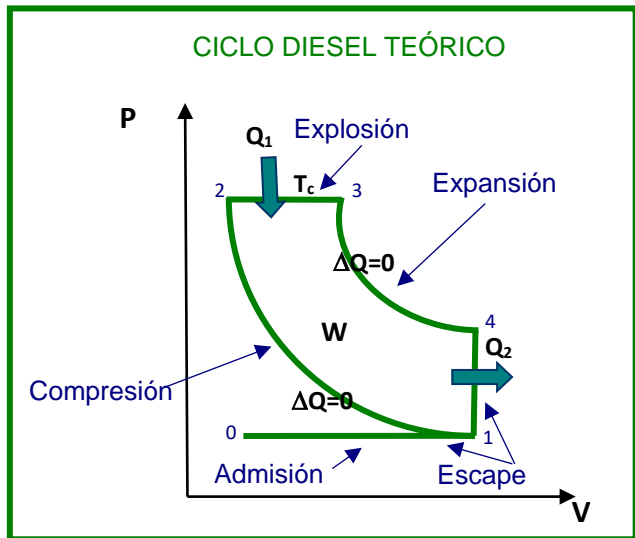 CICLO DIESEL TEÓRICO
P
Explosión
Q1
Tc
2
3
Expansión
ΔQ=0
4
W
Q2
Compresión
ΔQ=0
0
1
Admisión
Escape
V